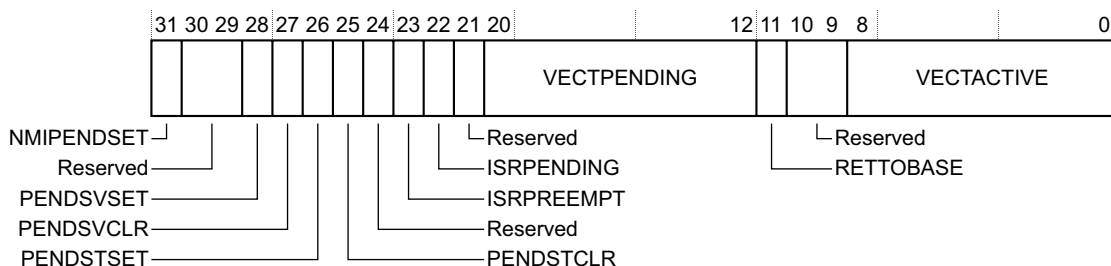 31 30 29 28 27 26 25 24 23 22 21 20 12 11 10 9 8 0
VECTPENDING VECTACTIVE
NMIPENDSET Reserved Reserved
Reserved ISRPENDING RETTOBASE
PENDSVSET ISRPREEMPT
PENDSVCLR Reserved
PENDSTSET PENDSTCLR